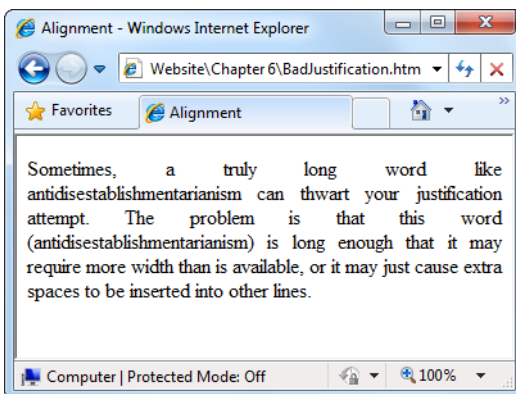 Alignment - Windows Internet Explorer
Website\Chapter 6\BadJustification.htm
Favorites
Alignment
»
Sometimes, a truly long word like
antidisestablishmentarianism can thwart your justification
attempt. The problem is that this word
(antidisestablishmentarianism) is long enough that it may
require more width than is available, or it may just cause extra
spaces to be inserted into other lines.
Computer | Protected Mode: Off
100%